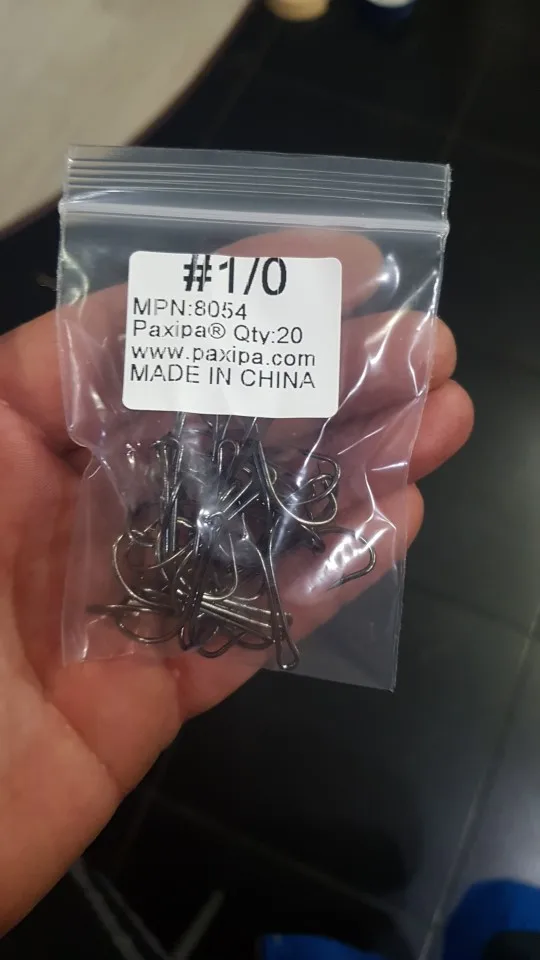 #1/0
MPN:8054
Paxipa® Qty:20
www.paxipa.com
MADE IN CHINA